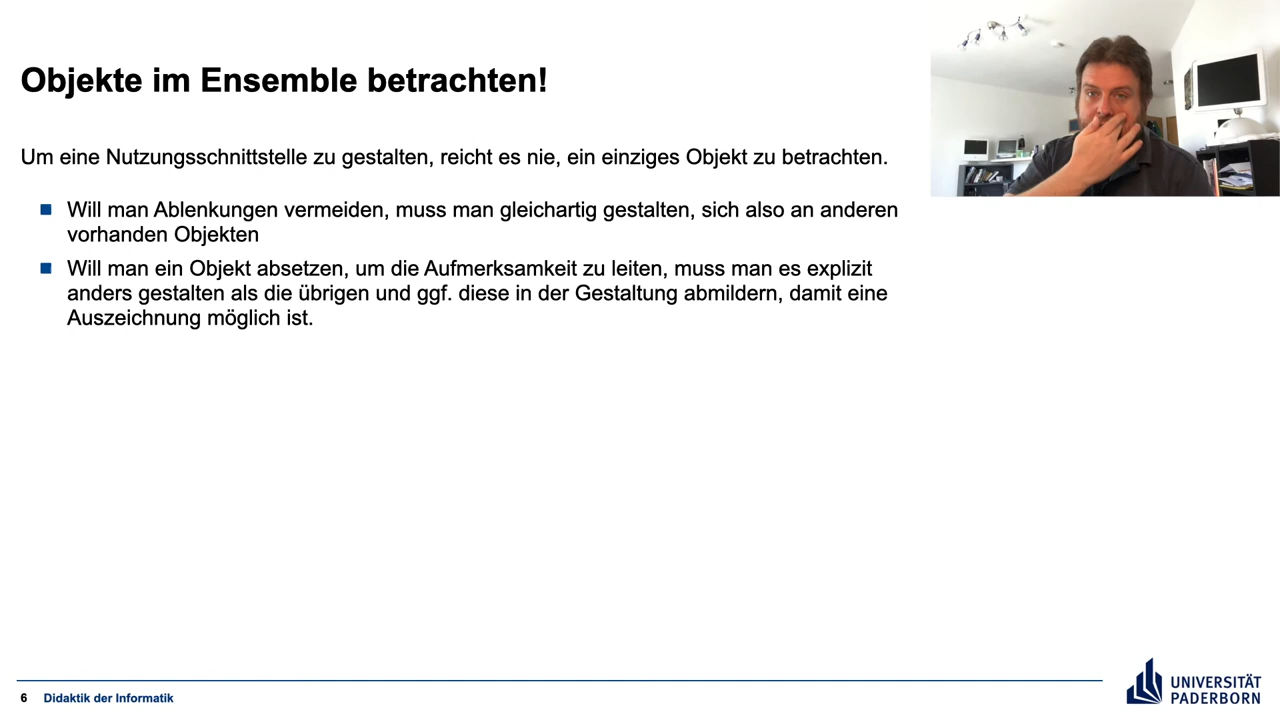 Objekte im Ensemble betrachten!
Um eine Nutzungsschnittstelle zu gestalten, reicht es nie, ein einziges Objekt zu betrachten.
Will man Ablenkungen vermeiden, muss man gleichartig gestalten, sich also an anderen
vorhanden Objekten
Will man ein Objekt absetzen, um die Aufmerksamkeit zu leiten, muss man es explizit
anders gestalten als die übrigen und ggf. diese in der Gestaltung abmildern, damit eine
Auszeichnung möglich ist.
6 Didaktik der Informatik
UNIVERSITÄT
PADERBORN